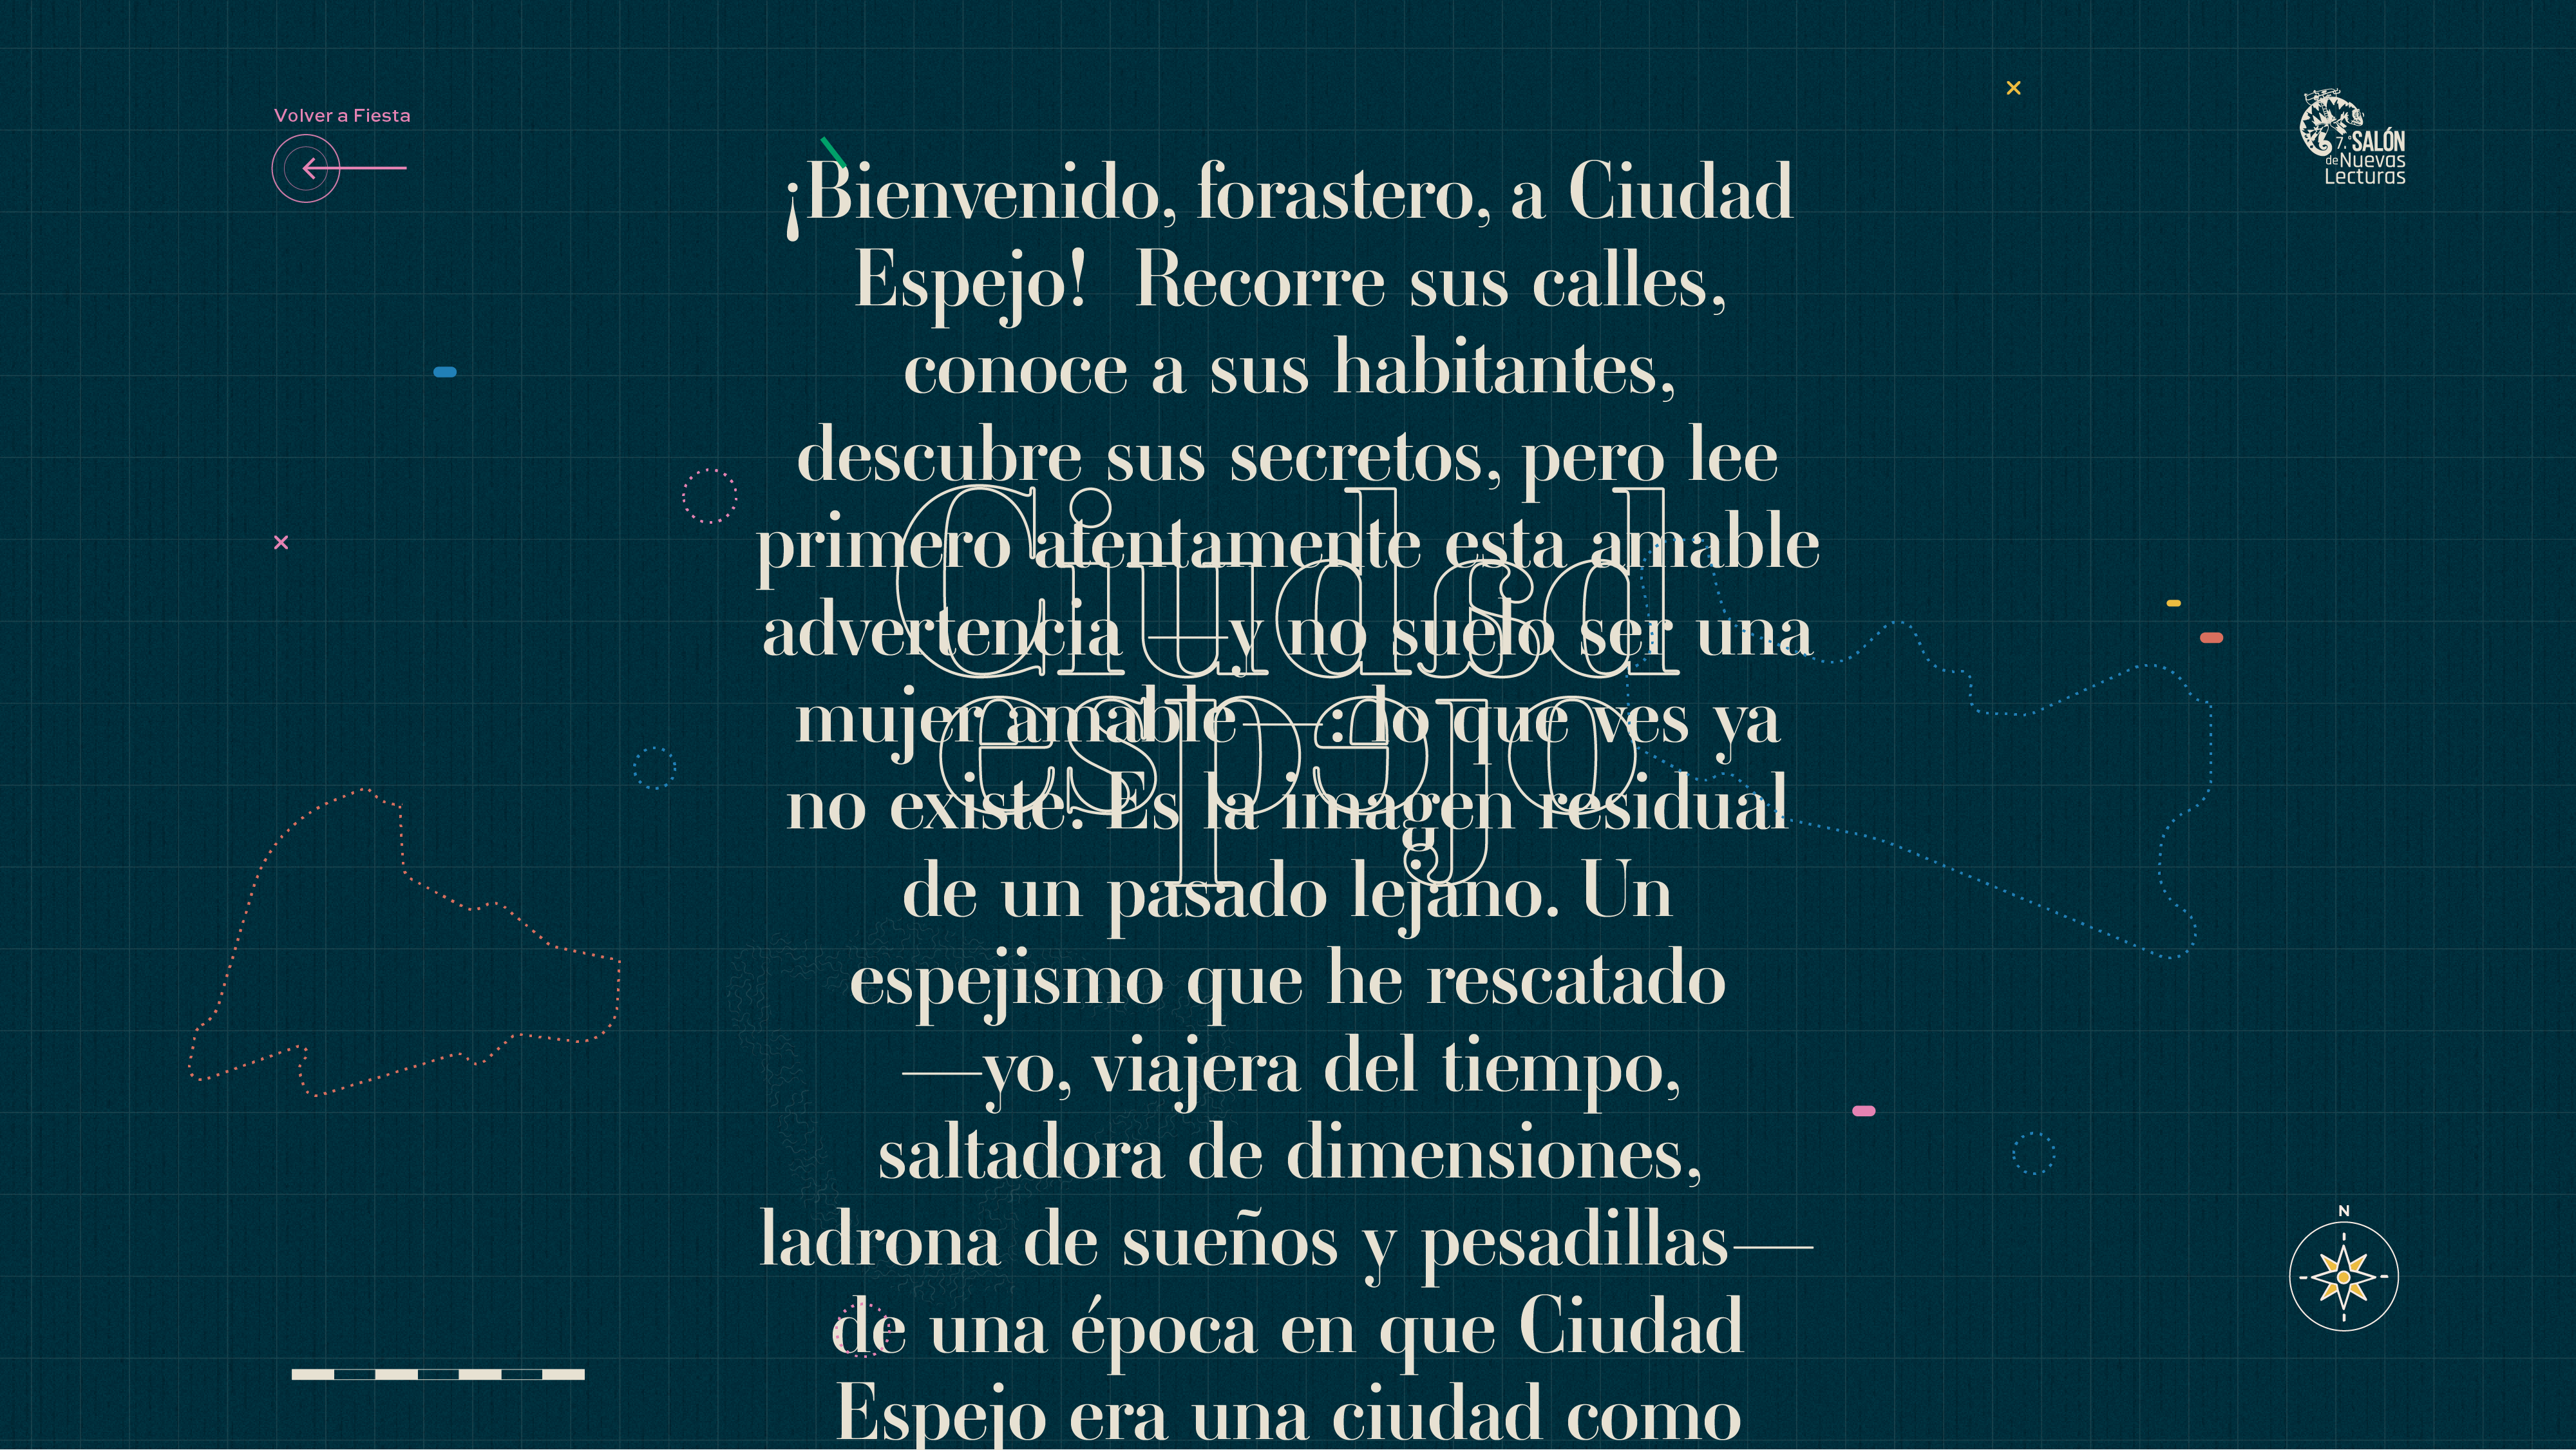 Volver a Fiesta
7.º SALÓN
de Nuevas
Lecturas
¡Bienvenido, forastero, a Ciudad
Espejo! Recorre sus calles,
conoce a sus habitantes,
descubre sus secretos, pero lee
primero atentamente esta amable
advertencia —y no suelo ser una
mujer amable—: lo que ves ya
no existe. Es la imagen residual
de un pasado lejano. Un
espejismo que he rescatado
—yo, viajera del tiempo,
saltadora de dimensiones,
ladrona de sueños y pesadillas—
de una época en que Ciudad
Espejo era una ciudad como
Ciudad
espejo
N